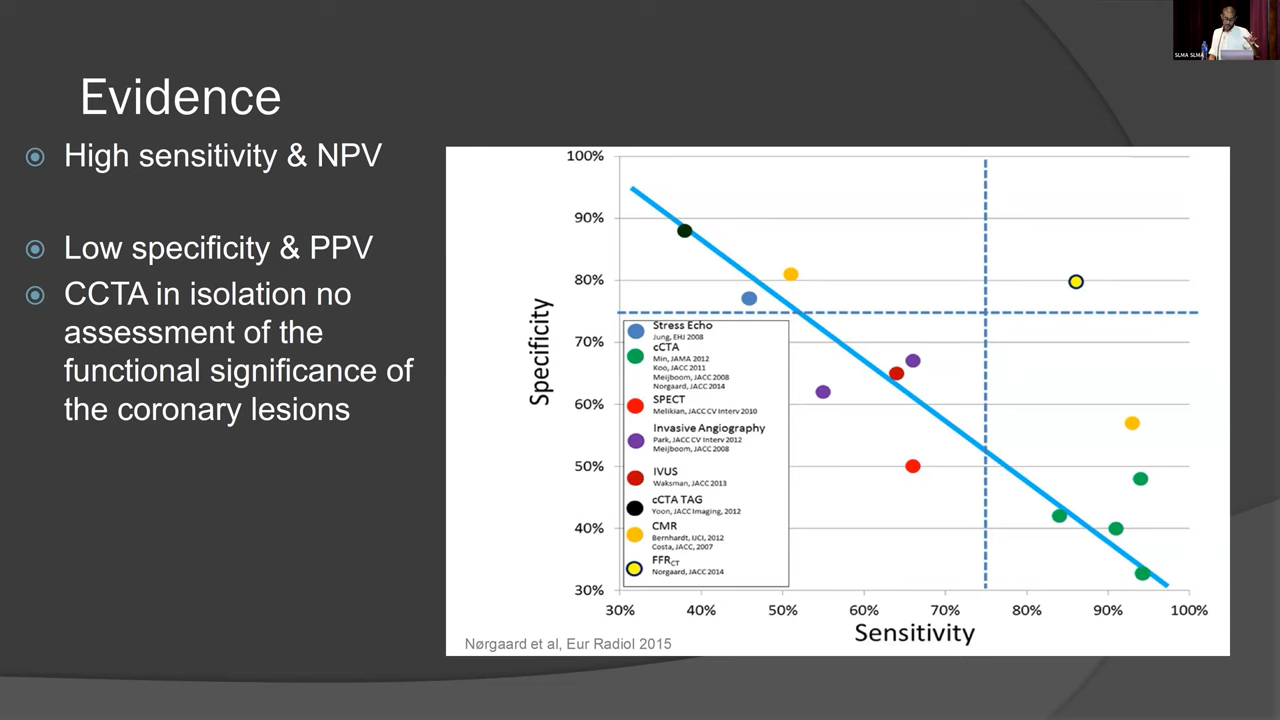 SLMA SLMA
Evidence
High sensitivity & NPV
Low specificity & PPV
CCTA in isolation no
assessment of the
functional significance of
the coronary lesions
100%
90%
80%
70%
60%
50%
40%
30%
Specificity
Stress Echo
Jung, EHJ 2008
cCTA
Min, JAMA 2012
Koo, JACC 2011
Meijboom, JACC 2008
Norgaard, JACC 2014
SPECT
Melikian, JACC CV Interv 2010
Invasive Angiography
Park, JACC CV Interv 2012
Meijboom, JACC 2008
IVUS
Waksman, JACC 2013
cCTA TAG
Yoon, JACC Imaging, 2012
CMR
Bernhardt, IJCI, 2012
Costa, JACC, 2007
FFRCT
Norgaard, JACC 2014
30% 40% 50% 60% 70% 80% 90% 100%
Sensitivity
Nørgaard et al, Eur Radiol 2015